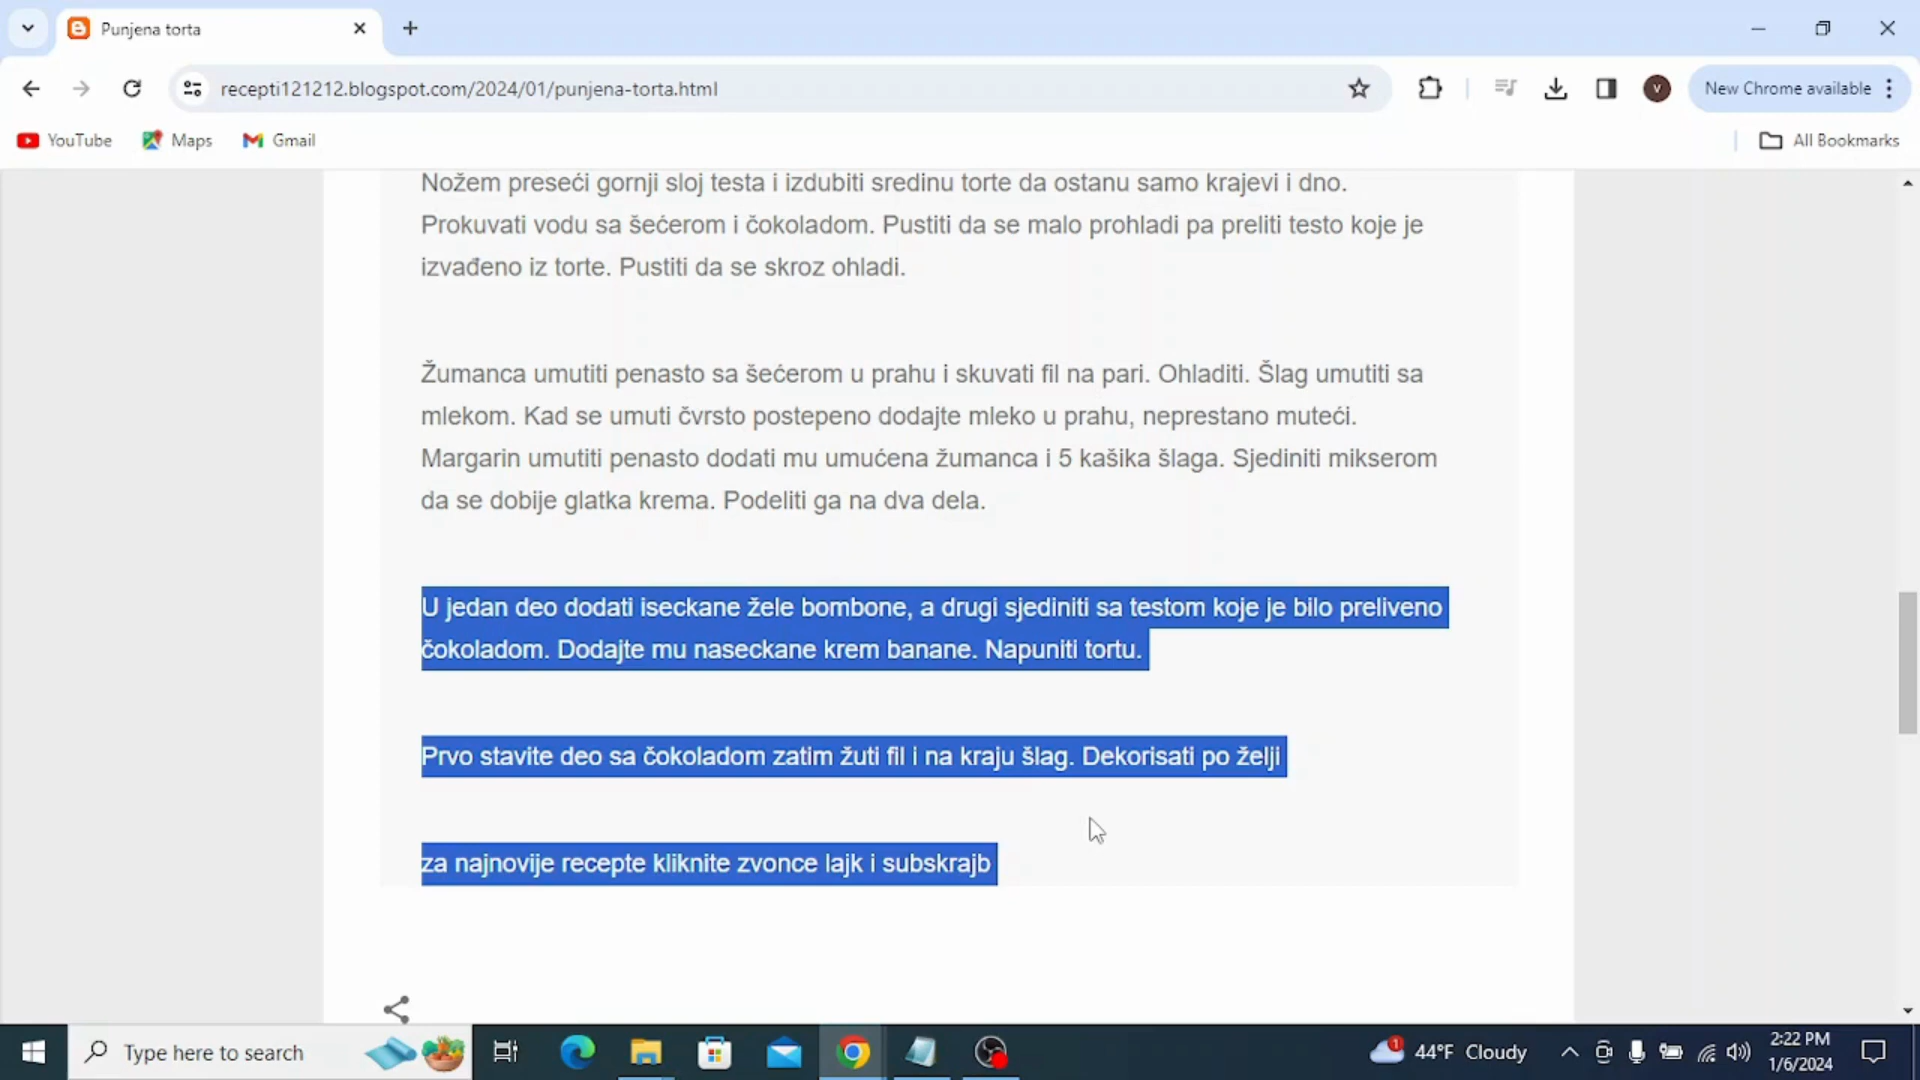 Punjena torta
recepti121212.blogspot.com/2024/01/punjena-torta.html
V
New Chrome available
YouTube
Maps
Gmail
All Bookmarks
Nožem preseći gornji sloj testa i izdubiti sredinu torte da ostanu samo krajevi i dno.
Prokuvati vodu sa šećerom i čokoladom. Pustiti da se malo prohladi pa preliti testo koje je
izvađeno iz torte. Pustiti da se skroz ohladi.
Žumanca umutiti penasto sa šećerom u prahu i skuvati fil na pari. Ohladiti. Šlag umutiti sa
mlekom. Kad se umuti čvrsto postepeno dodajte mleko u prahu, neprestano muteći.
Margarin umutiti penasto dodati mu umućena žumanca i 5 kašika šlaga. Sjediniti mikserom
da se dobije glatka krema. Podeliti ga na dva dela.
U jedan deo dodati iseckane žele bombone, a drugi sjediniti sa testom koje je bilo preliveno
čokoladom. Dodajte mu naseckane krem banane. Napuniti tortu.
Prvo stavite deo sa čokoladom zatim žuti fil i na kraju šlag. Dekorisati po želji
za najnovije recepte kliknite zvonce lajk i subskrajb
Type here to search
1
44°F Cloudy
2:22 PM
1/6/2024